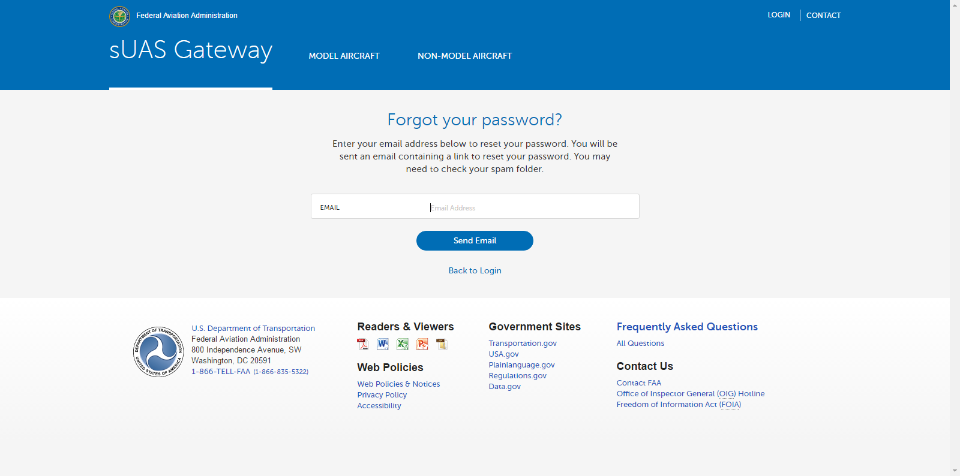 Federal Aviation Administration
LOGIN
CONTACT
sUAS Gateway
MODEL AIRCRAFT
NON-MODEL AIRCRAFT
Forgot your password?
Enter your email address below to reset your password. You will be
sent an email containing a link to reset your password. You may
need to check your spam folder.
EMAIL
Email Address
Send Email
Back to Login
U.S. Department of Transportation
Federal Aviation Administration
800 Independence Avenue, SW
Washington, DC 20591
1-866-TELL-FAA (1-866-835-5322)
Readers & Viewers
Web Policies
Web Policies & Notices
Privacy Policy
Accessibility
Government Sites
Transportation.gov
USA.gov
Plainlanguage.gov
Regulations.gov
Data.gov
Frequently Asked Questions
All Questions
Contact Us
Contact FAA
Office of Inspector General (OIG) Hotline
Freedom of Information Act (FOIA)